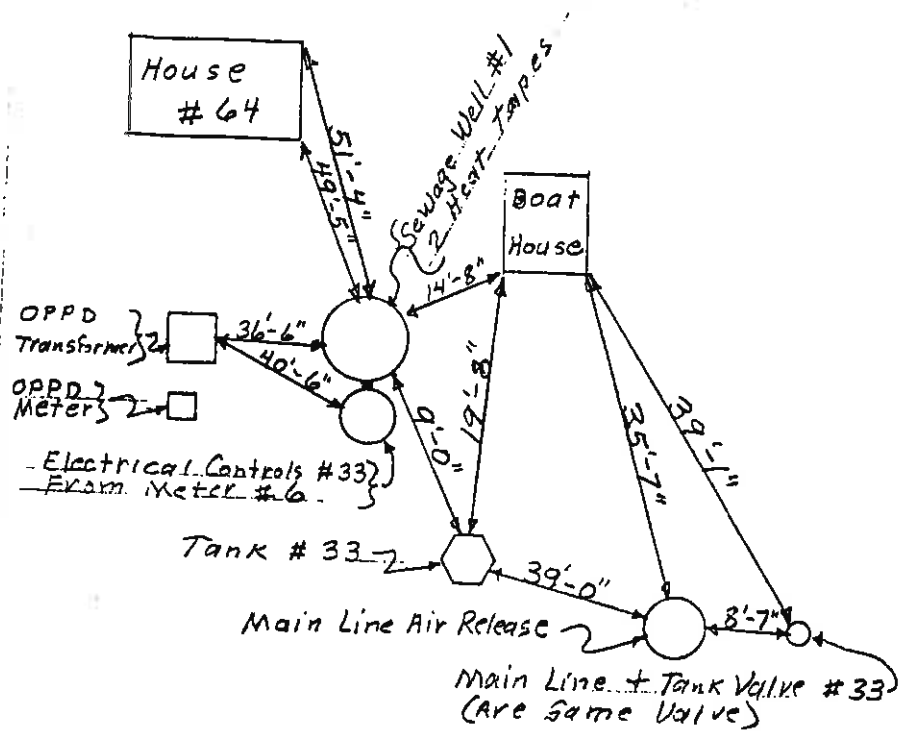 House
# 64
51'-4"
49'-5"
Sewage Well #1
2 Heat Tapes
Boat
House
14'-8"
OPPD
Transformer
36'-6"
40'-6"
OPPD
Meter
9'-0"
19'-8"
35'-7"
39'-1"
Electrical Controls #33
From Meter #6
Tank # 33
39'-0"
Main Line Air Release
8'-7"
Main Line + Tank Valve #33
(Are Same Valve)